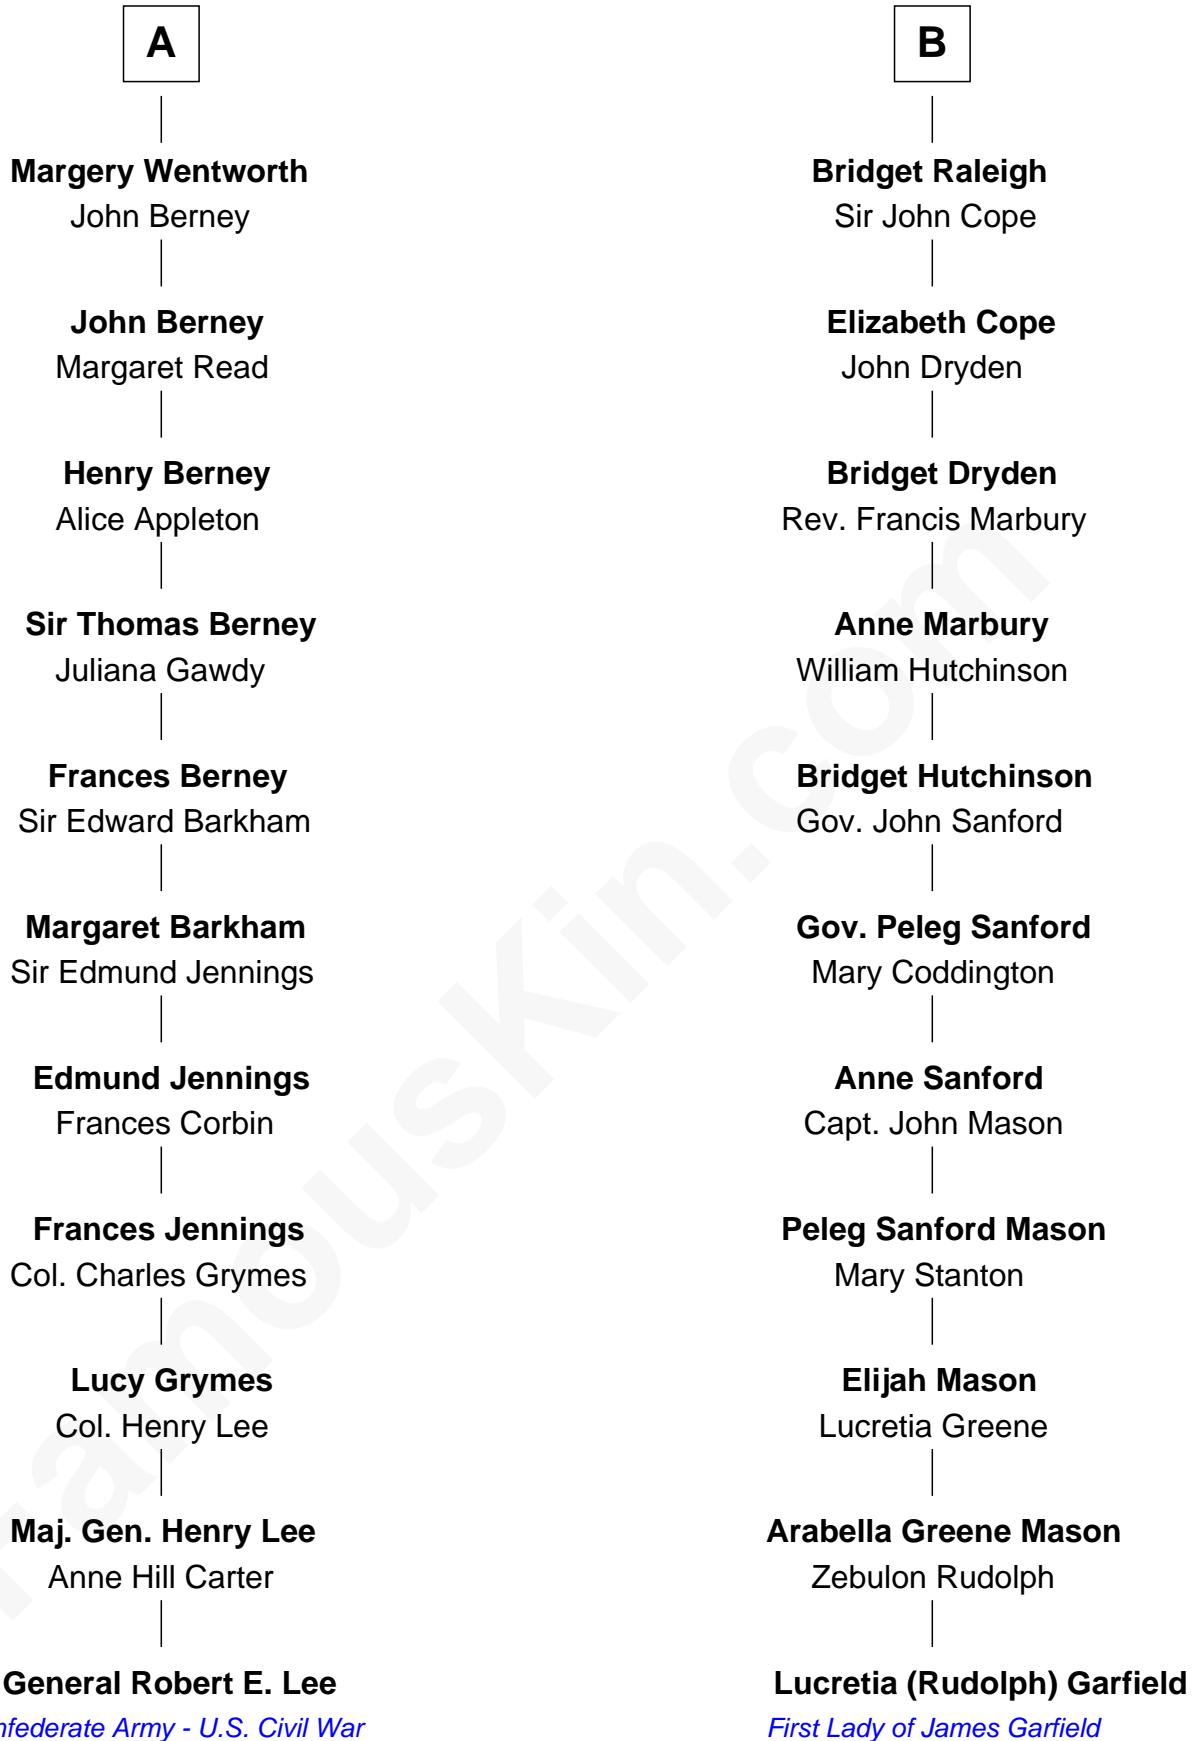 A
Margery Wentworth
John Berney
John Berney
Margaret Read
Henry Berney
Alice Appleton
Sir Thomas Berney
Juliana Gawdy
Frances Berney
Sir Edward Barkham
Margaret Barkham
Sir Edmund Jennings
Edmund Jennings
Frances Corbin
Frances Jennings
Col. Charles Grymes
Lucy Grymes
Col. Henry Lee
Maj. Gen. Henry Lee
Anne Hill Carter
General Robert E. Lee
nfederate Army - U.S. Civil War
B
Bridget Raleigh
Sir John Cope
Elizabeth Cope
John Dryden
Bridget Dryden
Rev. Francis Marbury
Anne Marbury
William Hutchinson
Bridget Hutchinson
Gov. John Sanford
Gov. Peleg Sanford
Mary Coddington
Anne Sanford
Capt. John Mason
Peleg Sanford Mason
Mary Stanton
Elijah Mason
Lucretia Greene
Arabella Greene Mason
Zebulon Rudolph
Lucretia (Rudolph) Garfield
First Lady of James Garfield
FamousKin.com